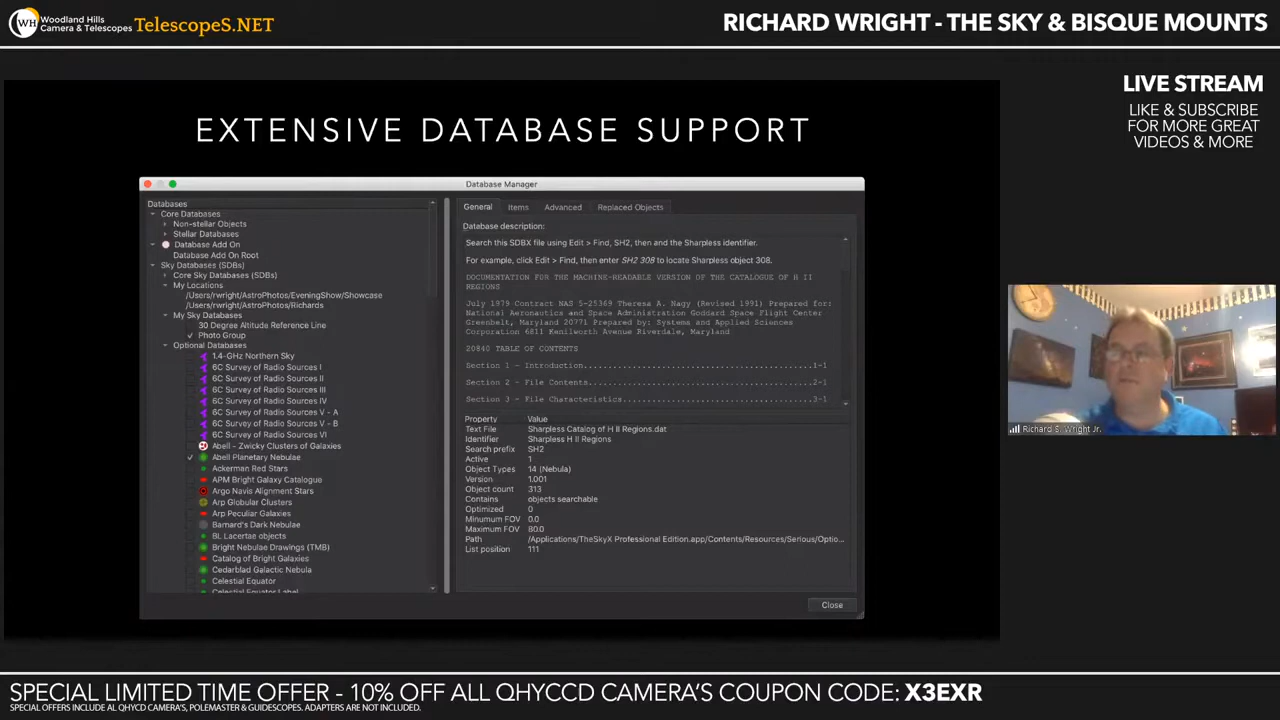 Woodland Hills
Camera & Telescopes
WH
TelescopeS.NET
RICHARD WRIGHT - THE SKY & BISQUE MOUNTS
LIVE STREAM
LIKE & SUBSCRIBE
FOR MORE GREAT
VIDEOS & MORE
EXTENSIVE DATABASE SUPPORT
Database Manager
Databases
Core Databases
Non-stellar Objects
Stellar Databases
Database Add On
Database Add On Root
Sky Databases (SDBs)
Core Sky Databases (SDBs)
My Locations
/Users/rwright/AstroPhotos/EveningShow/Showcase
/Users/rwright/AstroPhotos/Richards
My Sky Databases
30 Degree Altitude Reference Line
Photo Group
Optional Databases
1.4-GHz Northern Sky
6C Survey of Radio Sources I
6C Survey of Radio Sources II
6C Survey of Radio Sources III
6C Survey of Radio Sources IV
6C Survey of Radio Sources V - A
6C Survey of Radio Sources V - B
6C Survey of Radio Sources VI
Abell - Zwicky Clusters of Galaxies
Abell Planetary Nebulae
Ackerman Red Stars
APM Bright Galaxy Catalogue
Argo Navis Alignment Stars
Arp Globular Clusters
Arp Peculiar Galaxies
Barnard's Dark Nebulae
BL Lacertae objects
Bright Nebulae Drawings (TMB)
Catalog of Bright Galaxies
Cedarblad Galactic Nebula
Celestial Equator
Celestial Equator Label
General Items Advanced Replaced Objects
Database description:
Search this SDBX file using Edit > Find, SH2, then and the Sharpless identifier.
For example, click Edit > Find, then enter SH2 308 to locate Sharpless object 308.
DOCUMENTATION FOR THE MACHINE-READABLE VERSION OF THE CATALOGUE OF H II
REGIONS
July 1979 Contract NAS 5-25369 Theresa A. Nagy (Revised 1991) Prepared for:
National Aeronautics and Space Administration Goddard Space Flight Center
Greenbelt, Maryland 20771 Prepared by: Systems and Applied Sciences
Corporation 6811 Kenilworth Avenue Riverdale, Maryland
20840 TABLE OF CONTENTS
Section 1 - Introduction............................................1-1
Section 2 - File Contents...........................................2-1
Section 3 - File Characteristics....................................3-1
Property Value
Text File Sharpless Catalog of H II Regions.dat
Identifier Sharpless H II Regions
Search prefix SH2
Active 1
Object Types 14 (Nebula)
Version 1.001
Object count 313
Contains objects searchable
Optimized 0
Minumum FOV 0.0
Maximum FOV 80.0
Path /Applications/TheSkyX Professional Edition.app/Contents/Resources/Serious/Optio...
List position 111
Close
Richard S. Wright Jr.
SPECIAL LIMITED TIME OFFER - 10% OFF ALL QHYCCD CAMERA'S COUPON CODE: X3EXR
SPECIAL OFFERS INCLUDE AL QHYCD CAMERA'S, POLEMASTER & GUIDESCOPES. ADAPTERS ARE NOT INCLUDED.